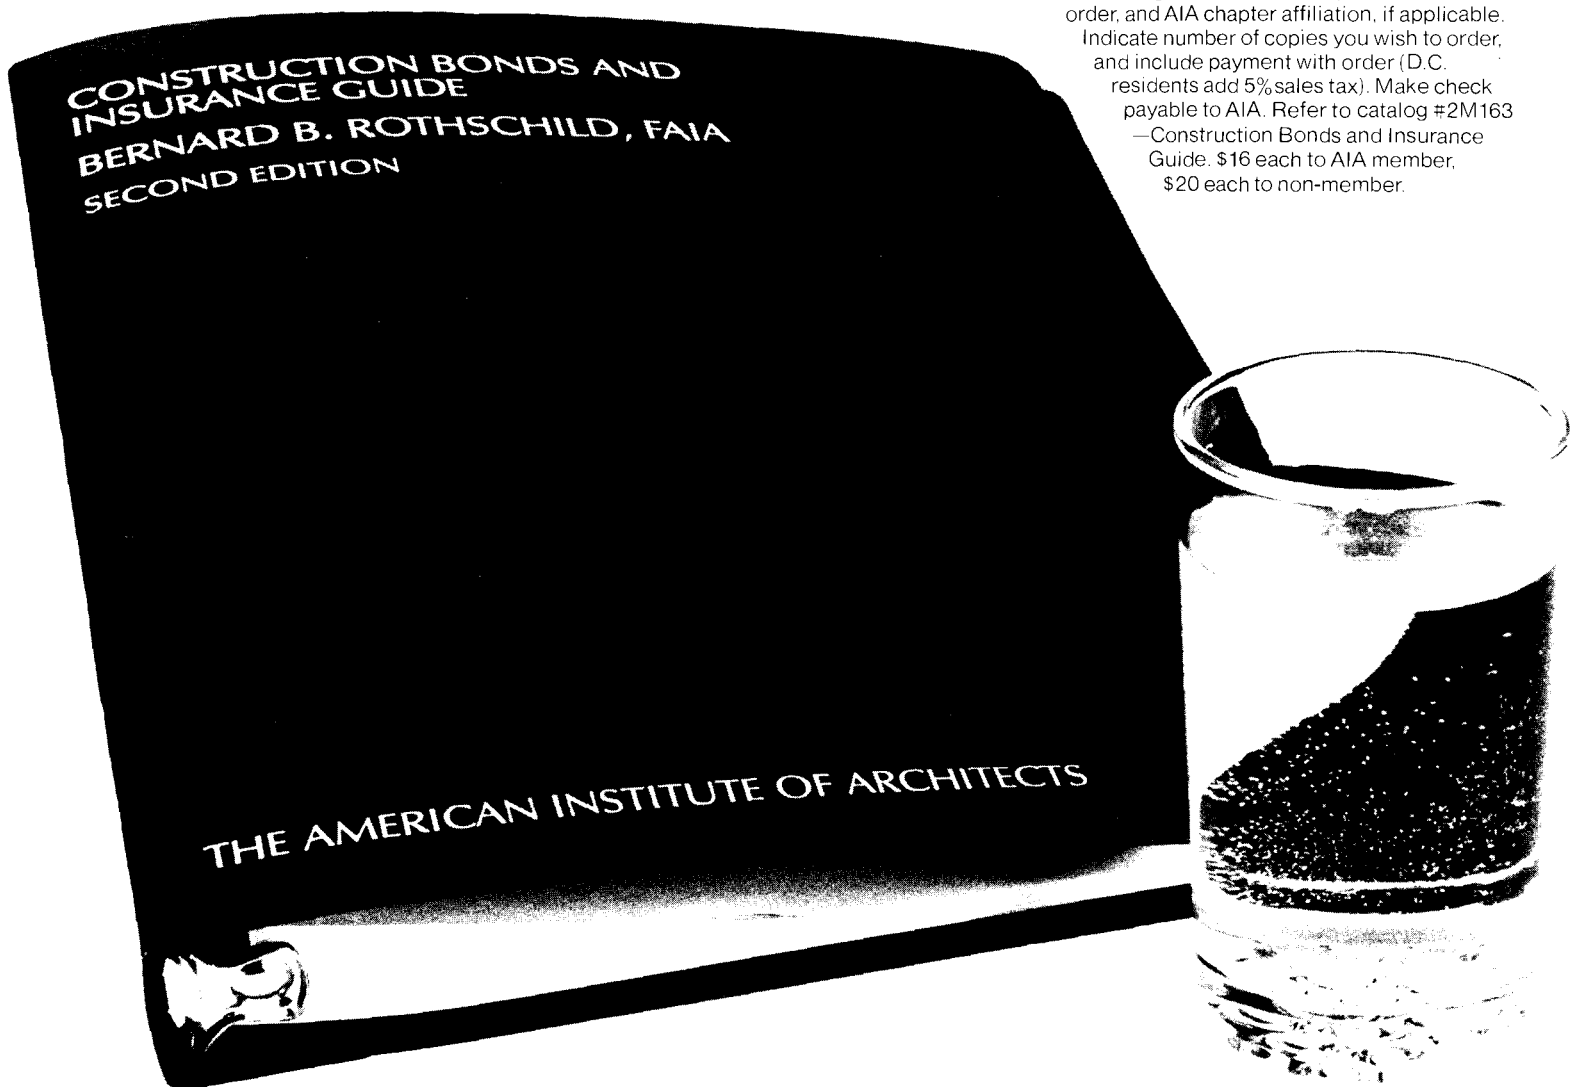 order, and AIA chapter affiliation, if applicable.
Indicate number of copies you wish to order,
and include payment with order (D.C.
residents add 5% sales tax). Make check
payable to AIA. Refer to catalog #2M163
—Construction Bonds and Insurance
Guide. $16 each to AIA member,
$20 each to non-member.
CONSTRUCTION BONDS AND
INSURANCE GUIDE
BERNARD B. ROTHSCHILD, FAIA
SECOND EDITION
THE AMERICAN INSTITUTE OF ARCHITECTS